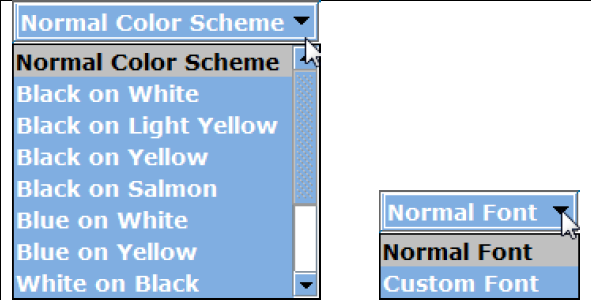 Normal Color Scheme
Normal Color Scheme
Black on White
Black on Light Yellow
Black on Yellow
Black on Salmon
Blue on White
Blue on Yellow
White on Black
Normal Font
Normal Font
Custom Font